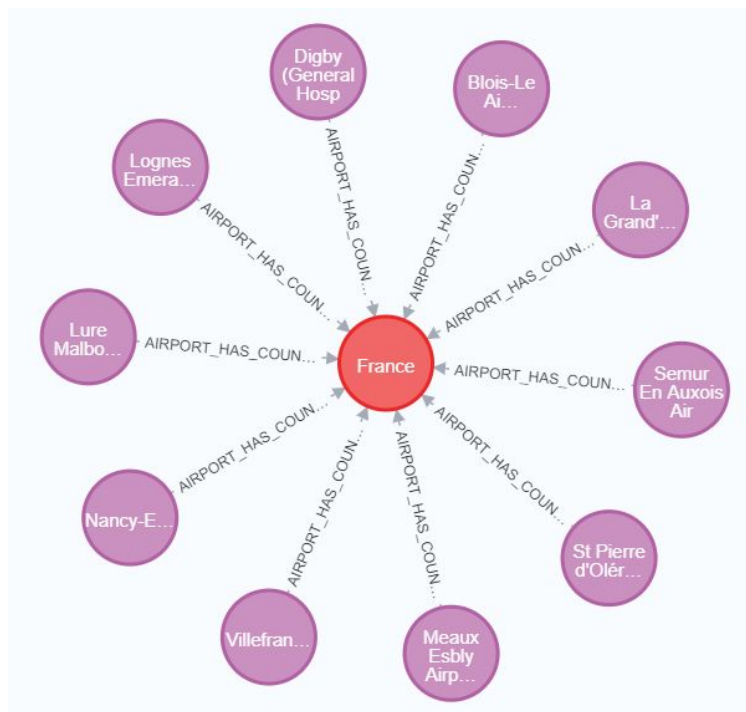 Digby
(General
Hosp
Blois-Le
Ai...
Lognes
Emera...
La
Grand'...
AIRPORT_HAS_COUN...
AIRPORT_HAS_COUN...
AIRPORT_HAS_COUN...
AIRPORT_HAS_COUN...
Lure
Malbo...
AIRPORT_HAS_COUN...
France
AIRPORT_HAS_COUN...
Semur
En Auxois
Air
AIRPORT_HAS_COUN...
AIRPORT_HAS_COUN...
AIRPORT_HAS_COUN...
AIRPORT_HAS_COUN...
Nancy-E...
St Pierre
d'Olér...
Villefran...
Meaux
Esbly
Airp...